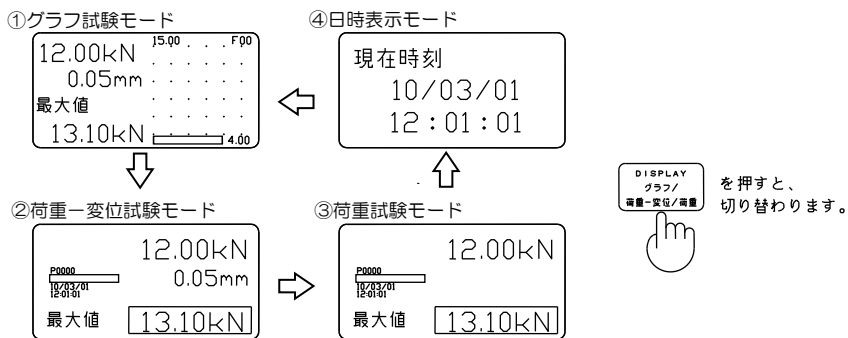 ①グラフ試験モード
12.00kN
0.05mm
最大値
13.10kN
15.00
F00
4.00
④日時表示モード
現在時刻
10/03/01
12:01:01
②荷重ー変位試験モード
12.00kN
P0000
0.05mm
10/03/01
12:01:01
最大値 13.10kN
③荷重試験モード
12.00kN
P0000
10/03/01
12:01:01
最大値 13.10kN
DISPLAY
グラフ/
荷重ー変位/荷重
を押すと、
切り替わります。